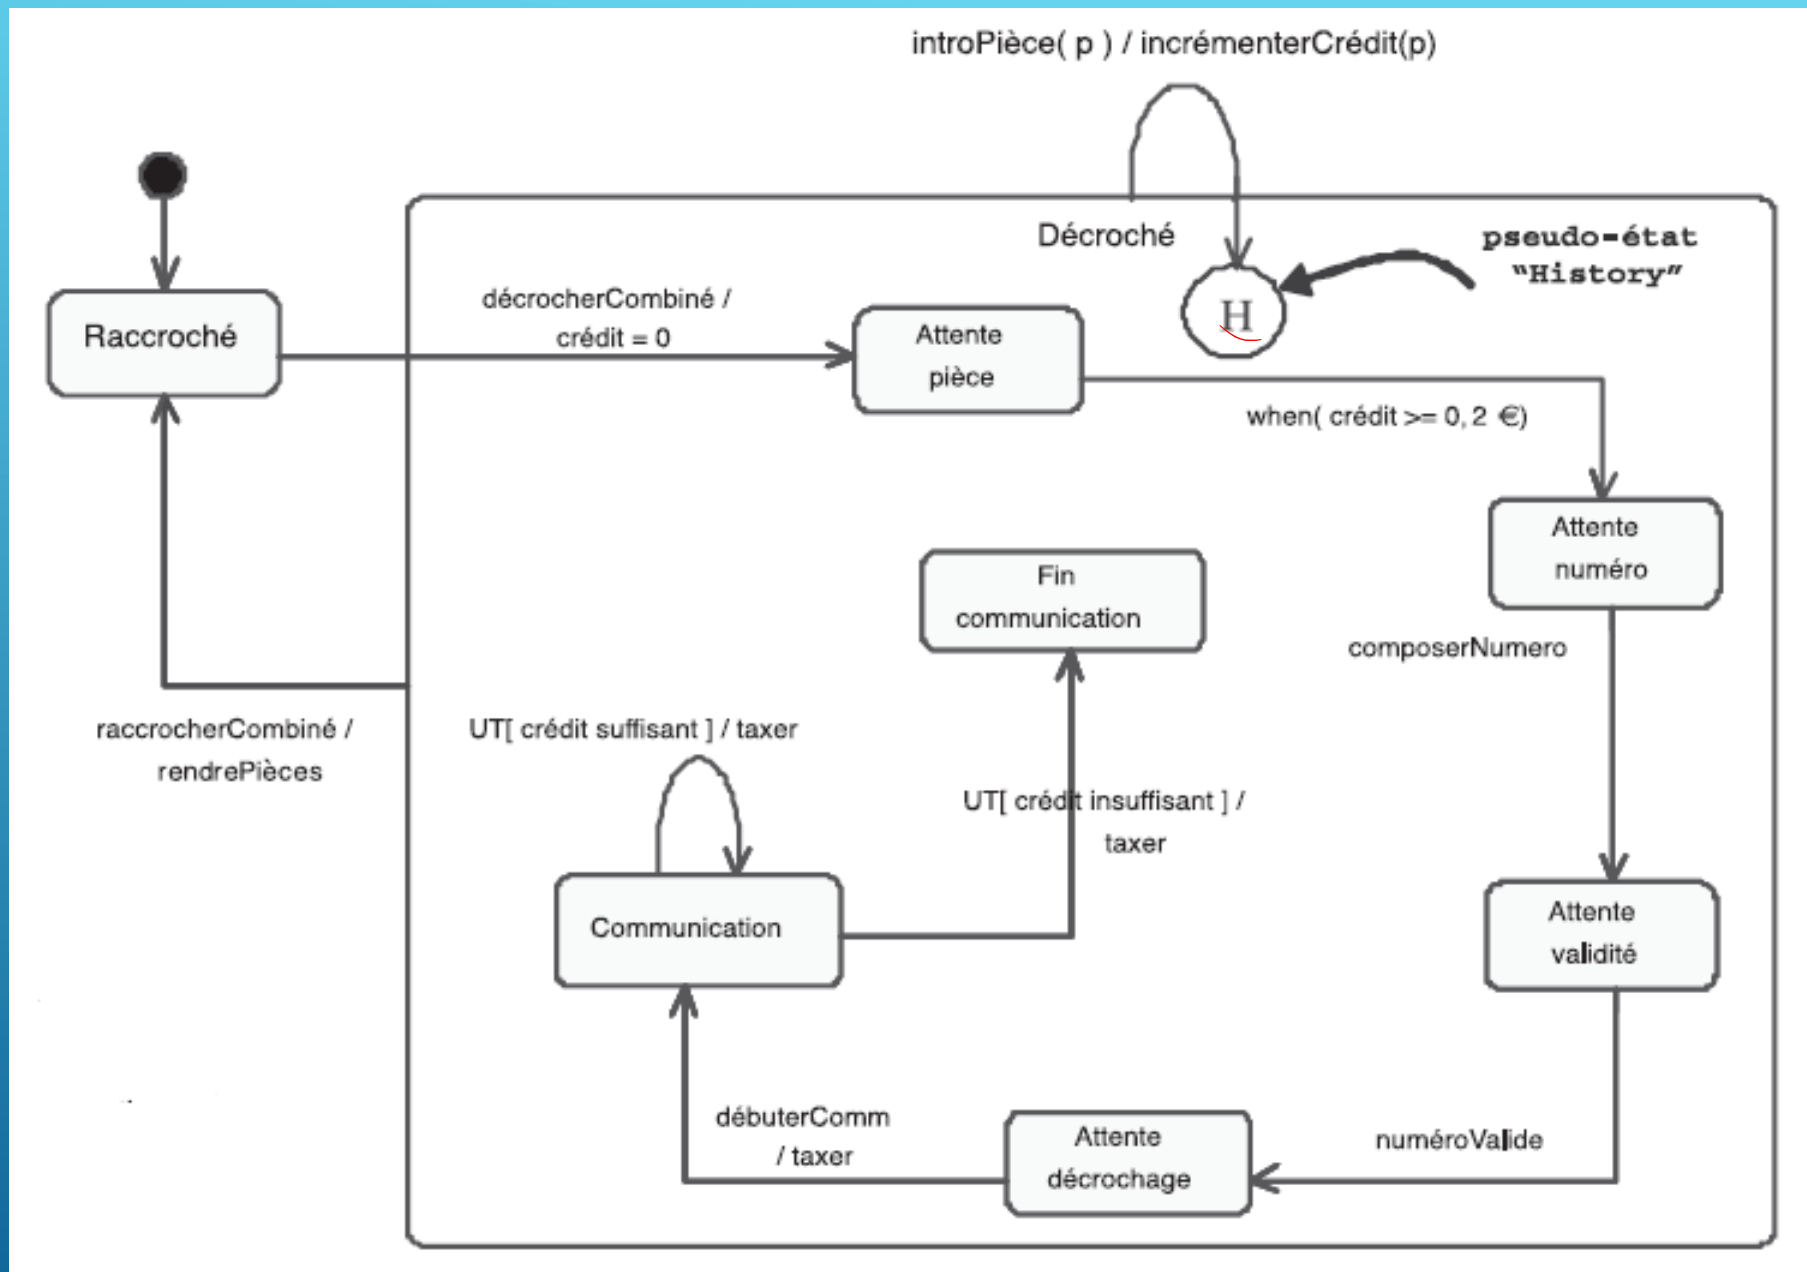 introPièce( p ) / incrémenterCrédit(p)
Décroché
pseudo-état
“History”
H
Raccroché
décrocherCombiné /
crédit = 0
Attente
pièce
when( crédit >= 0, 2 €)
Attente
numéro
Fin
communication
composerNumero
raccrocherCombiné /
rendrePièces
UT[ crédit suffisant ] / taxer
UT[ crédit insuffisant ] /
taxer
Communication
Attente
validité
débuterComm
/ taxer
Attente
décrochage
numéroValide